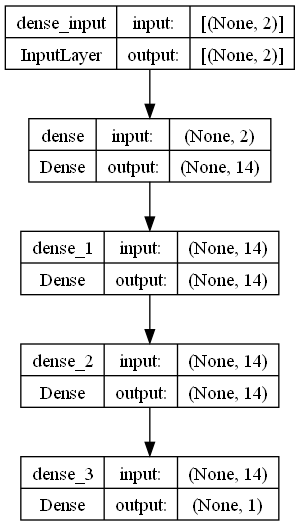 dense_input input: [(None, 2)]
InputLayer output: [(None, 2)]
dense input: (None, 2)
Dense output: (None, 14)
dense_1 input: (None, 14)
Dense output: (None, 14)
dense_2 input: (None, 14)
Dense output: (None, 14)
dense_3 input: (None, 14)
Dense output: (None, 1)